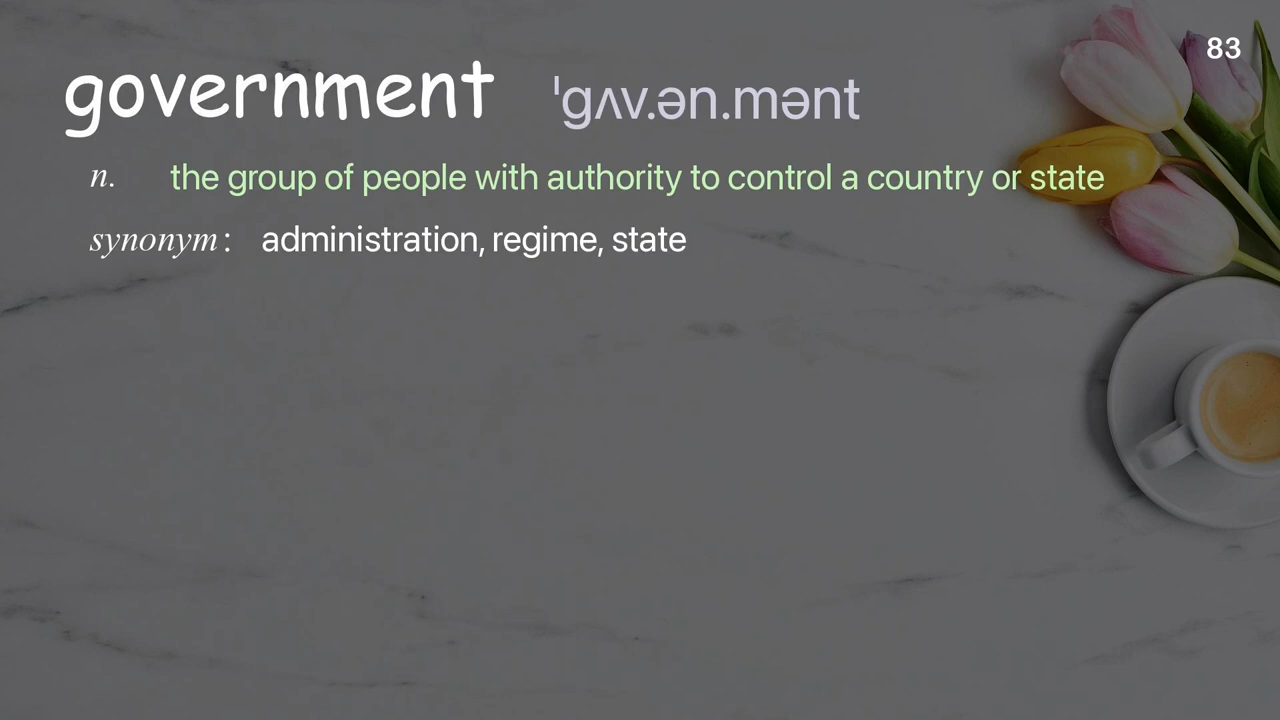 83
government ˈgʌv.ən.mənt
n. the group of people with authority to control a country or state
synonym: administration, regime, state